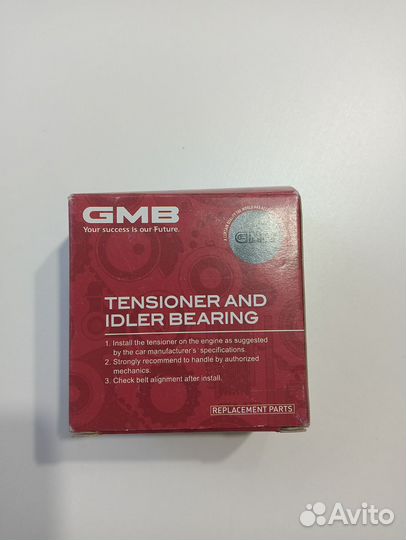 GMB
Your success is our Future.
GMB
TENSIONER AND
IDLER BEARING
1. Install the tensioner on the engine as suggested
by the car manufacturer's specifications.
2. Strongly recommend to handle by authorized
mechanics.
3. Check belt alignment after install.
REPLACEMENT PARTS
Avito